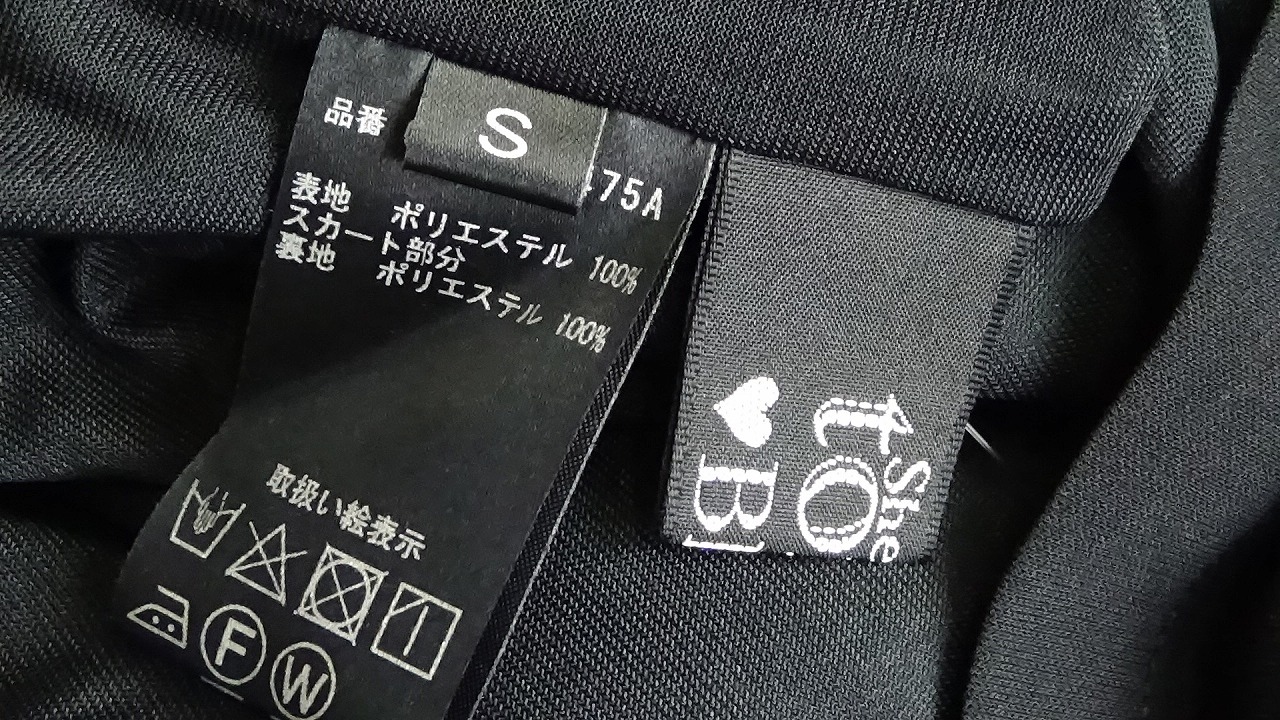 S
品番 75A
表地 ポリエステル 100%
スカート部分
裏地 ポリエステル 100%
取扱い絵表示
F
W
She
tO
♥B